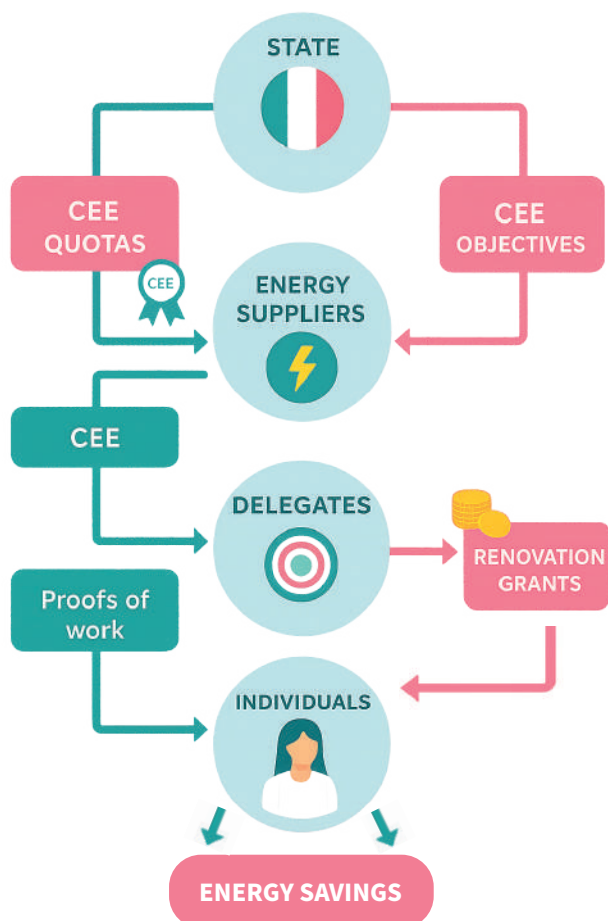 STATE
CEE
QUOTAS
CEE
OBJECTIVES
CEE
ENERGY
SUPPLIERS
CEE
DELEGATES
RENOVATION
GRANTS
Proofs of
work
INDIVIDUALS
ENERGY SAVINGS